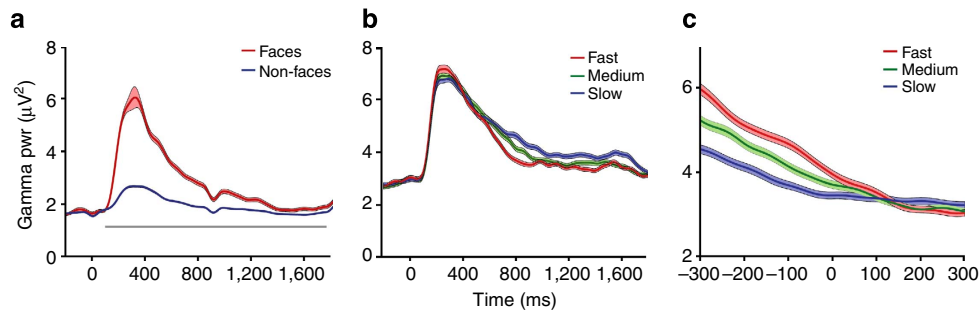 a
Gamma pwr (µV²)
8
6
4
2
0
0 400 800 1,200 1,600
Faces
Non-faces
b
8
6
4
2
0
0 400 800 1,200 1,600
Fast
Medium
Slow
Time (ms)
c
6
4
2
−300 −200 −100 0 100 200 300
Fast
Medium
Slow